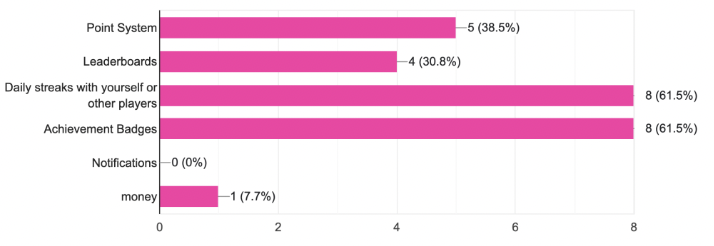 Point System
5 (38.5%)
Leaderboards
4 (30.8%)
Daily streaks with yourself or
other players
8 (61.5%)
Achievement Badges
8 (61.5%)
Notifications
0 (0%)
money
1 (7.7%)
0
2
4
6
8